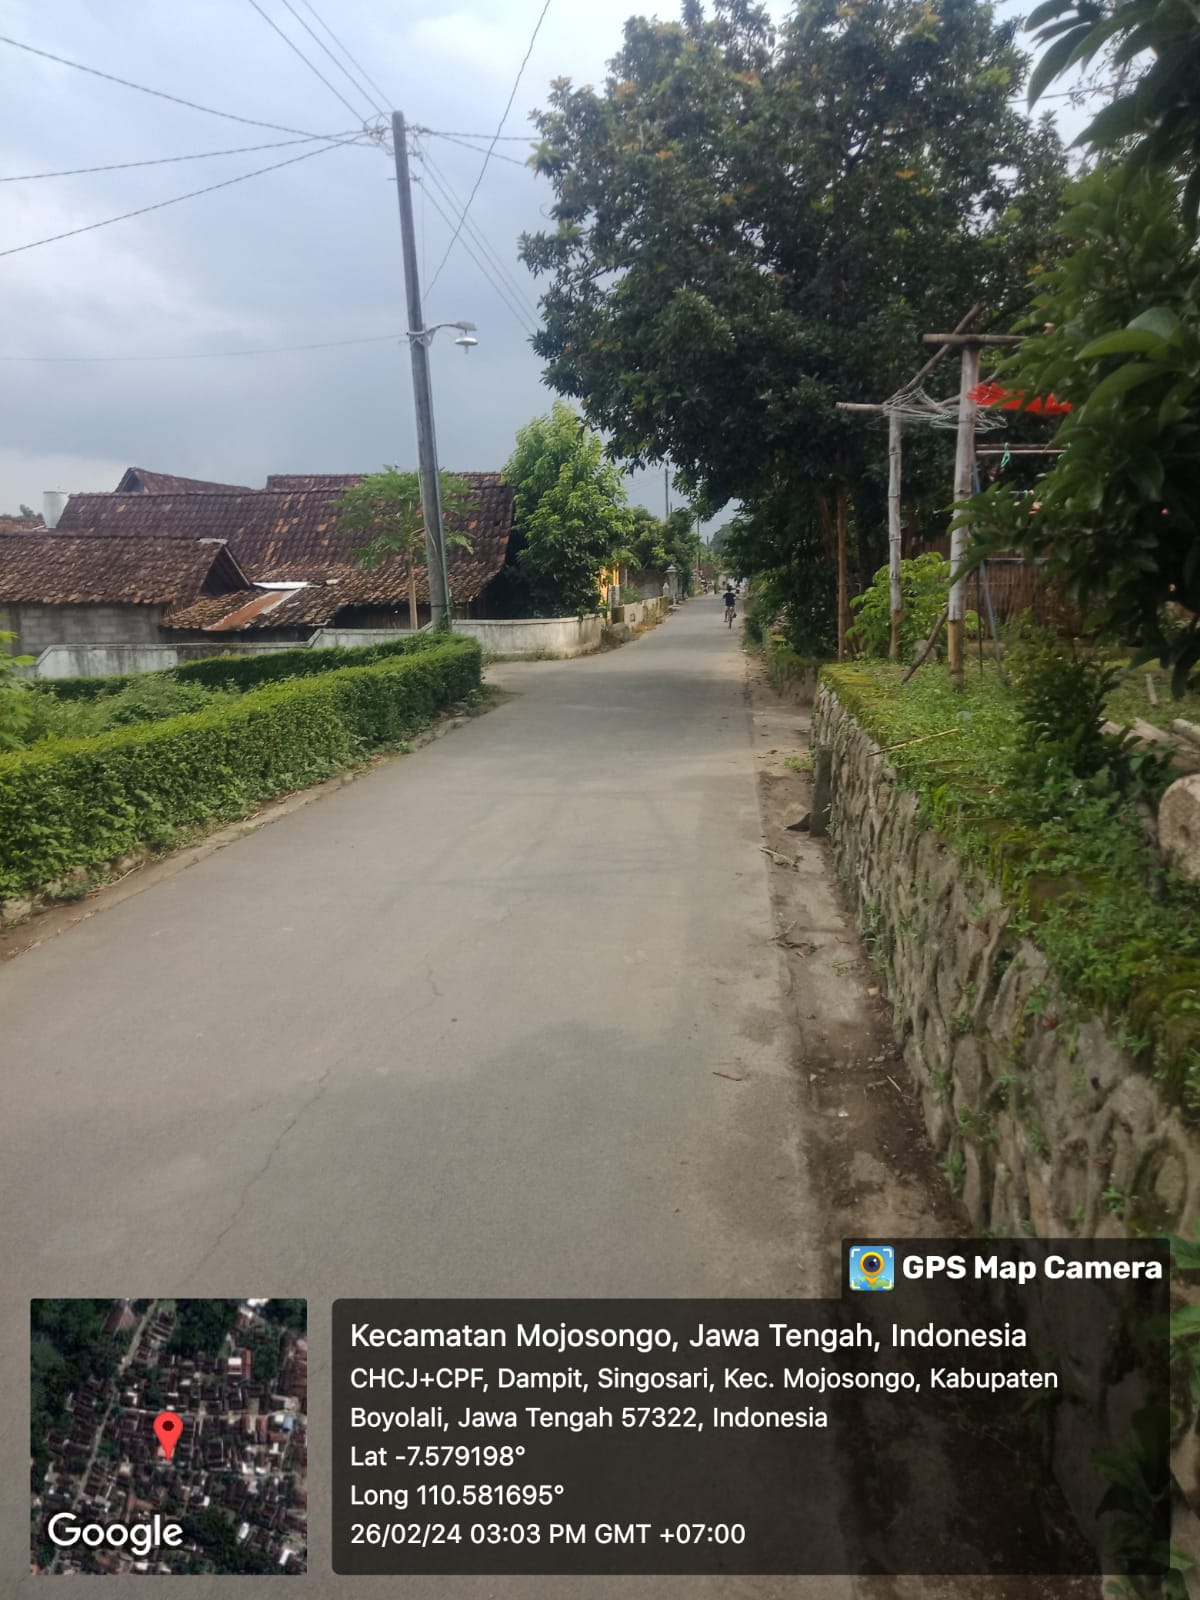 GPS Map Camera
Kecamatan Mojosongo, Jawa Tengah, Indonesia
CHCJ+CPF, Dampit, Singosari, Kec. Mojosongo, Kabupaten
Boyolali, Jawa Tengah 57322, Indonesia
Lat -7.579198°
Long 110.581695°
26/02/24 03:03 PM GMT +07:00
Google